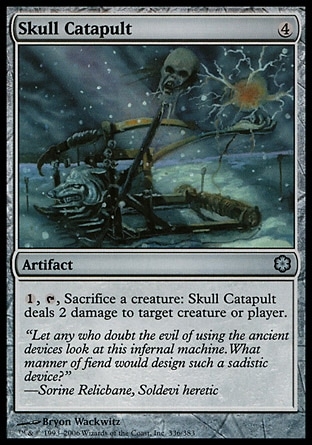 Skull Catapult 4
Artifact
1, T, Sacrifice a creature: Skull Catapult
deals 2 damage to target creature or player.
"Let any who doubt the evil of using the ancient
devices look at this infernal machine. What
manner of fiend would design such a sadistic
device?"
—Sorine Relicbane, Soldevi heretic
Bryon Wackwitz
™ & © 1993–2006 Wizards of the Coast, Inc. 336/383